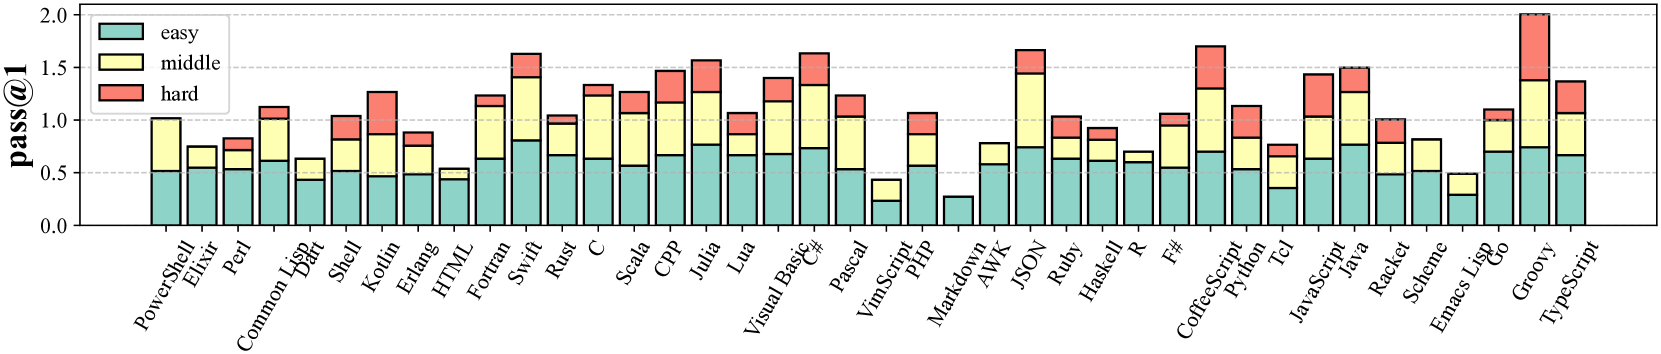 2.0
1.5
1.0
0.5
0.0
pass@1
easy
middle
hard
PowerShell
Elixir
Perl
Common Lisp
Dart
Shell
Kotlin
Erlang
HTML
Fortran
Swift
Rust
C
Scala
CPP
Julia
Lua
Visual Basic
C#
Pascal
VimScript
PHP
Markdown
AWK
JSON
Ruby
Haskell
R
F#
CoffeeScript
Python
Tcl
JavaScript
Java
Racket
Scheme
Emacs Lisp
Go
Groovy
TypeScript